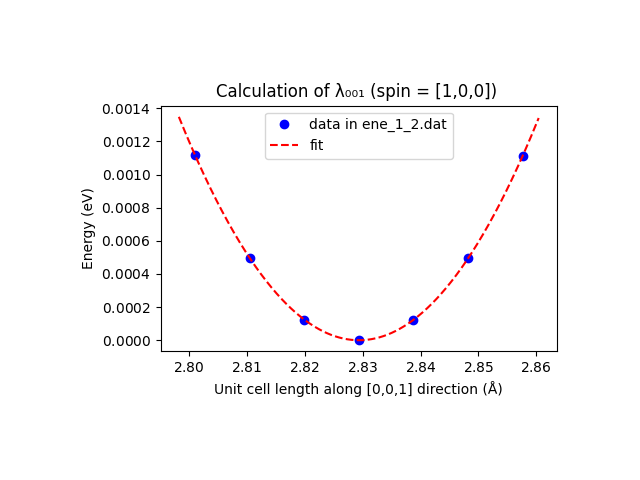 Calculation of λ₀₀₁ (spin = [1,0,0])
data in ene_1_2.dat
fit
Energy (eV)
0.0014
0.0012
0.0010
0.0008
0.0006
0.0004
0.0002
0.0000
2.80 2.81 2.82 2.83 2.84 2.85 2.86
Unit cell length along [0,0,1] direction (Å)